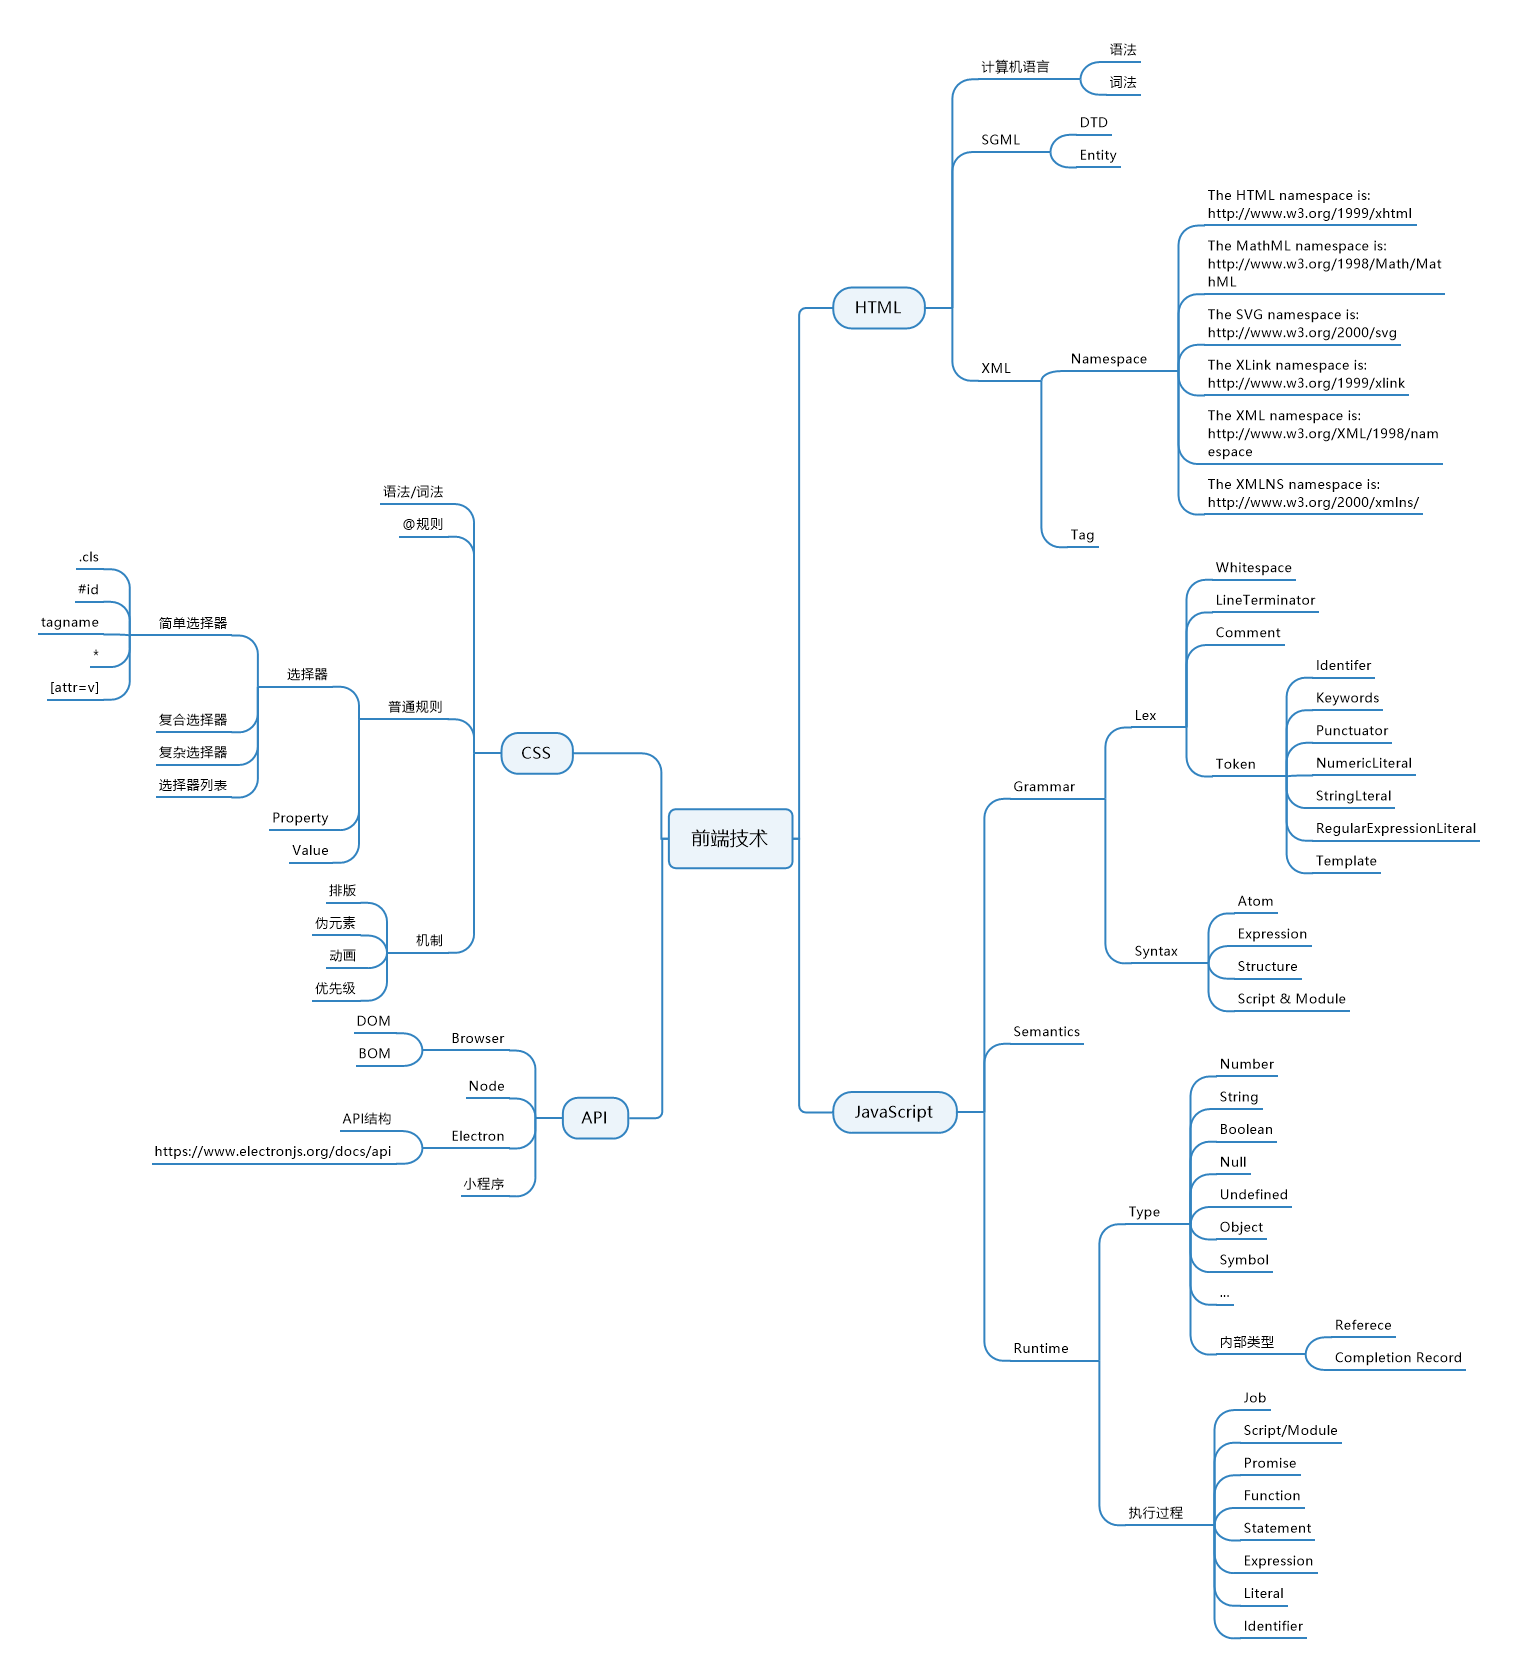 前端技术
HTML
计算机语言
语法
词法
SGML
DTD
Entity
XML
Namespace
The HTML namespace is:
http://www.w3.org/1999/xhtml
The MathML namespace is:
http://www.w3.org/1998/Math/Mat
hML
The SVG namespace is:
http://www.w3.org/2000/svg
The XLink namespace is:
http://www.w3.org/1999/xlink
The XML namespace is:
http://www.w3.org/XML/1998/nam
espace
The XMLNS namespace is:
http://www.w3.org/2000/xmlns/
Tag
JavaScript
Grammar
Lex
Whitespace
LineTerminator
Comment
Token
Identifer
Keywords
Punctuator
NumericLiteral
StringLteral
RegularExpressionLiteral
Template
Syntax
Atom
Expression
Structure
Script & Module
Semantics
Runtime
Type
Number
String
Boolean
Null
Undefined
Object
Symbol
...
内部类型
Referece
Completion Record
执行过程
Job
Script/Module
Promise
Function
Statement
Expression
Literal
Identifier
CSS
语法/词法
@规则
普通规则
选择器
简单选择器
.cls
#id
tagname
*
[attr=v]
复合选择器
复杂选择器
选择器列表
Property
Value
机制
排版
伪元素
动画
优先级
API
Browser
DOM
BOM
Node
Electron
API结构
https://www.electronjs.org/docs/api
小程序